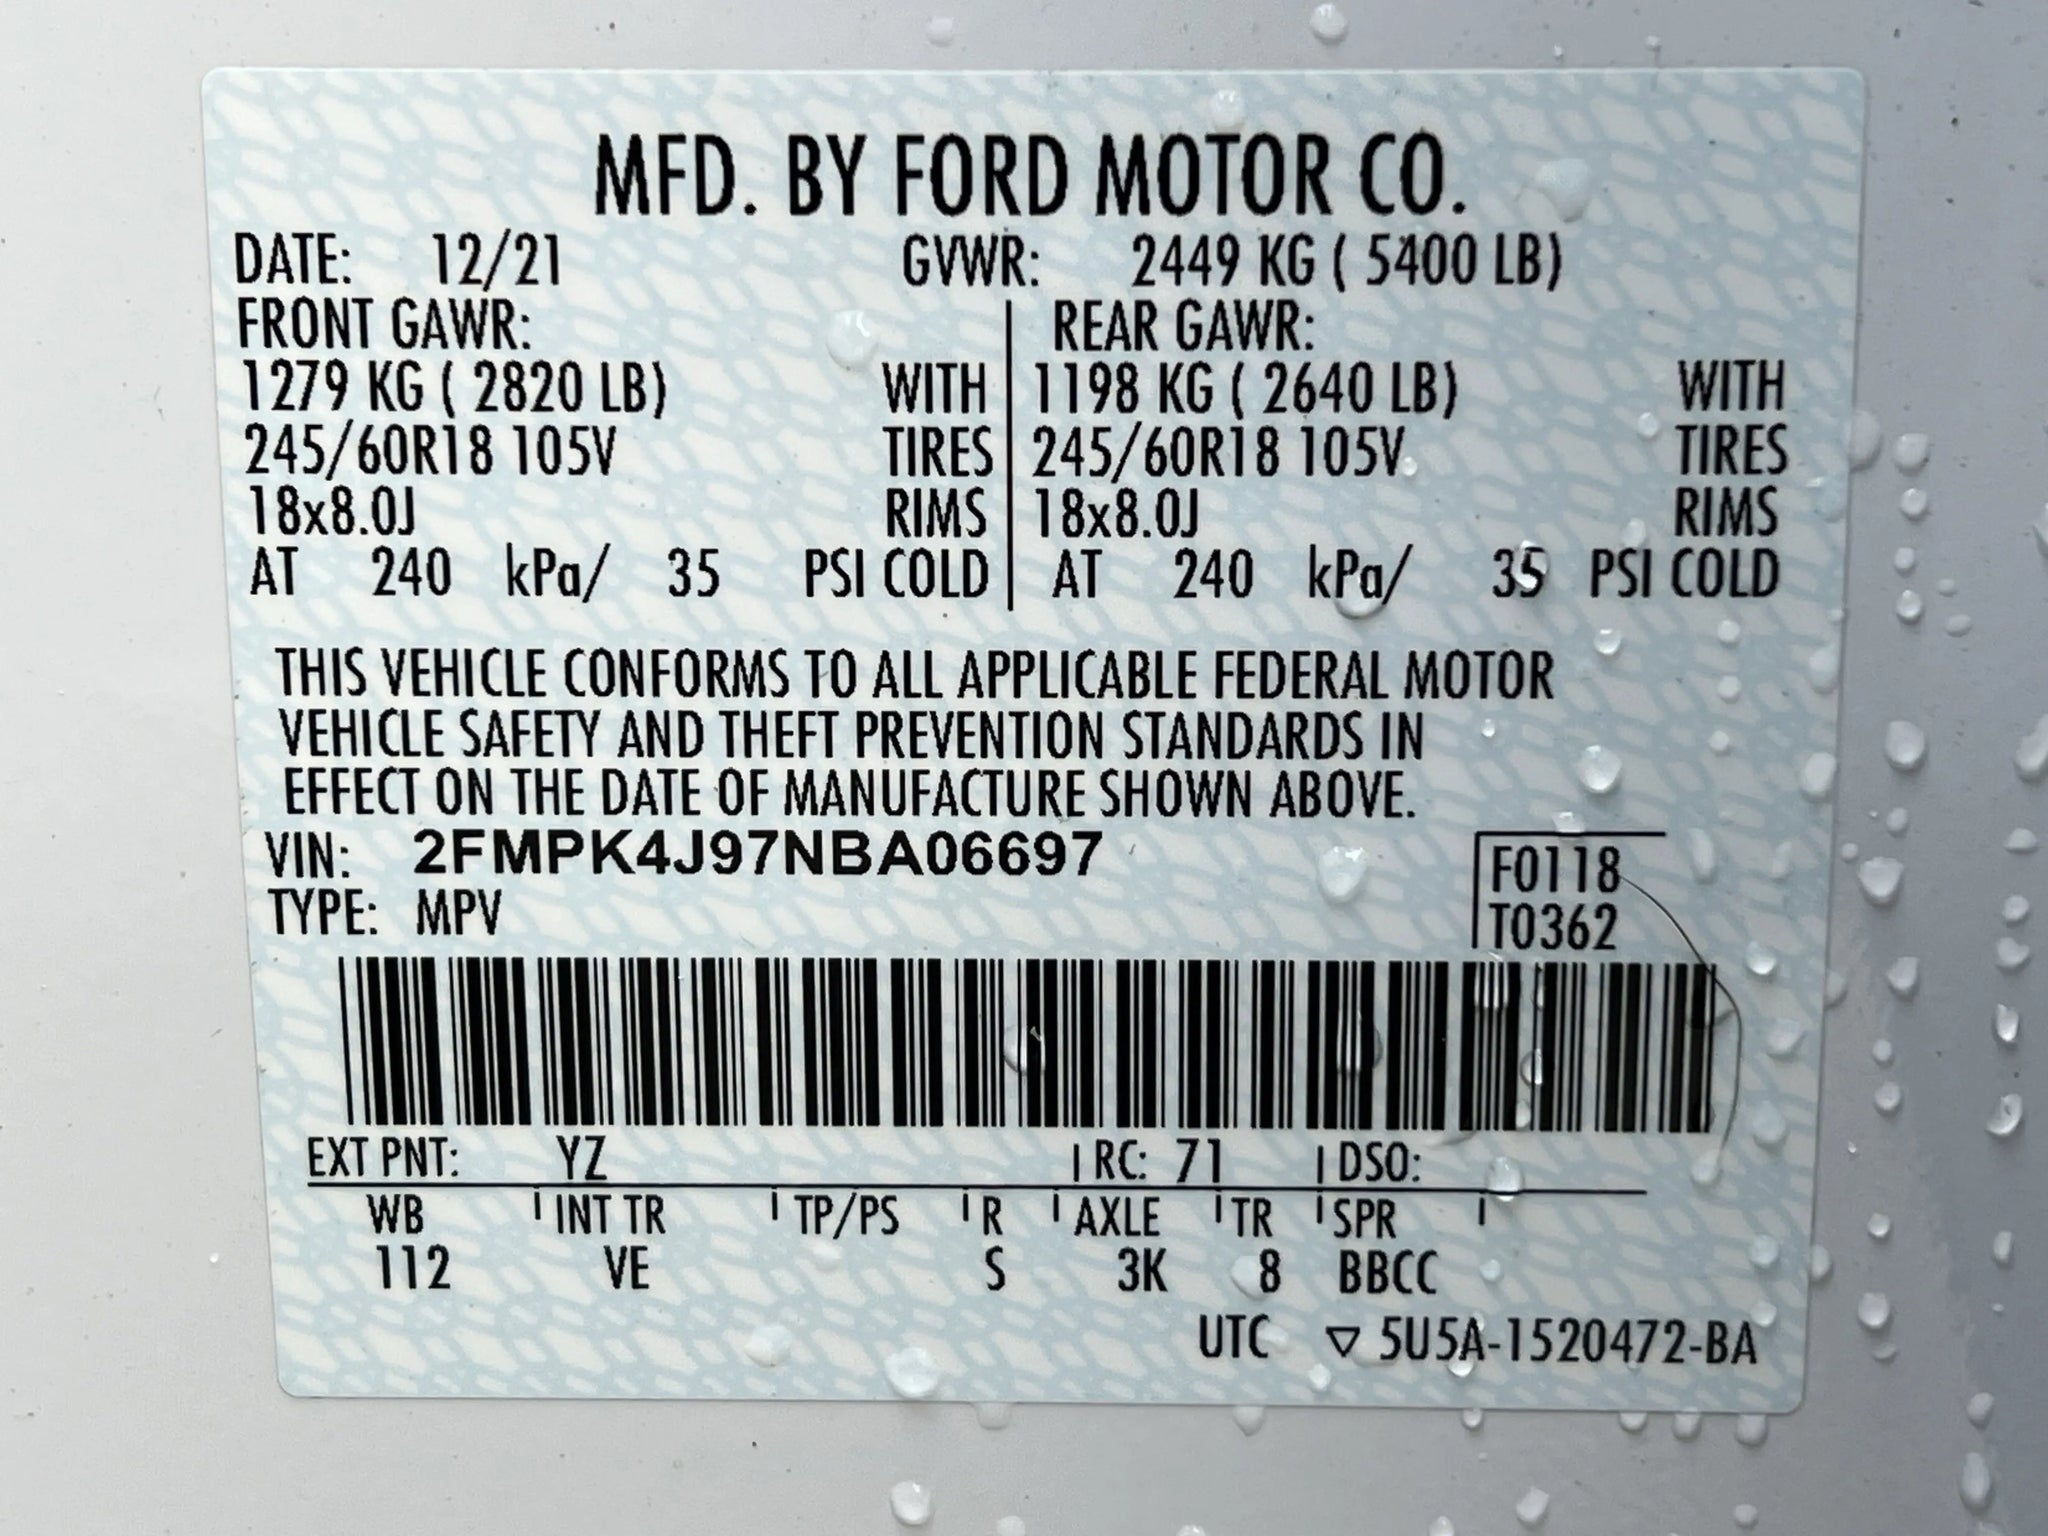 MFD. BY FORD MOTOR CO.
DATE: 12/21 GVWR: 2449 KG ( 5400 LB)
FRONT GAWR: REAR GAWR:
1279 KG ( 2820 LB) WITH 1198 KG ( 2640 LB) WITH
245/60R18 105V TIRES 245/60R18 105V TIRES
18x8.0J RIMS 18x8.0J RIMS
AT 240 kPa/ 35 PSI COLD AT 240 kPa/ 35 PSI COLD
THIS VEHICLE CONFORMS TO ALL APPLICABLE FEDERAL MOTOR
VEHICLE SAFETY AND THEFT PREVENTION STANDARDS IN
EFFECT ON THE DATE OF MANUFACTURE SHOWN ABOVE.
VIN: 2FMPK4J97NBA06697
F0118
TYPE: MPV T0362
EXT PNT: YZ RC: 71 DSO:
WB INT TR TP/PS R AXLE TR SPR
112 VE S 3K 8 BBCC
UTC ▽ 5U5A-1520472-BA